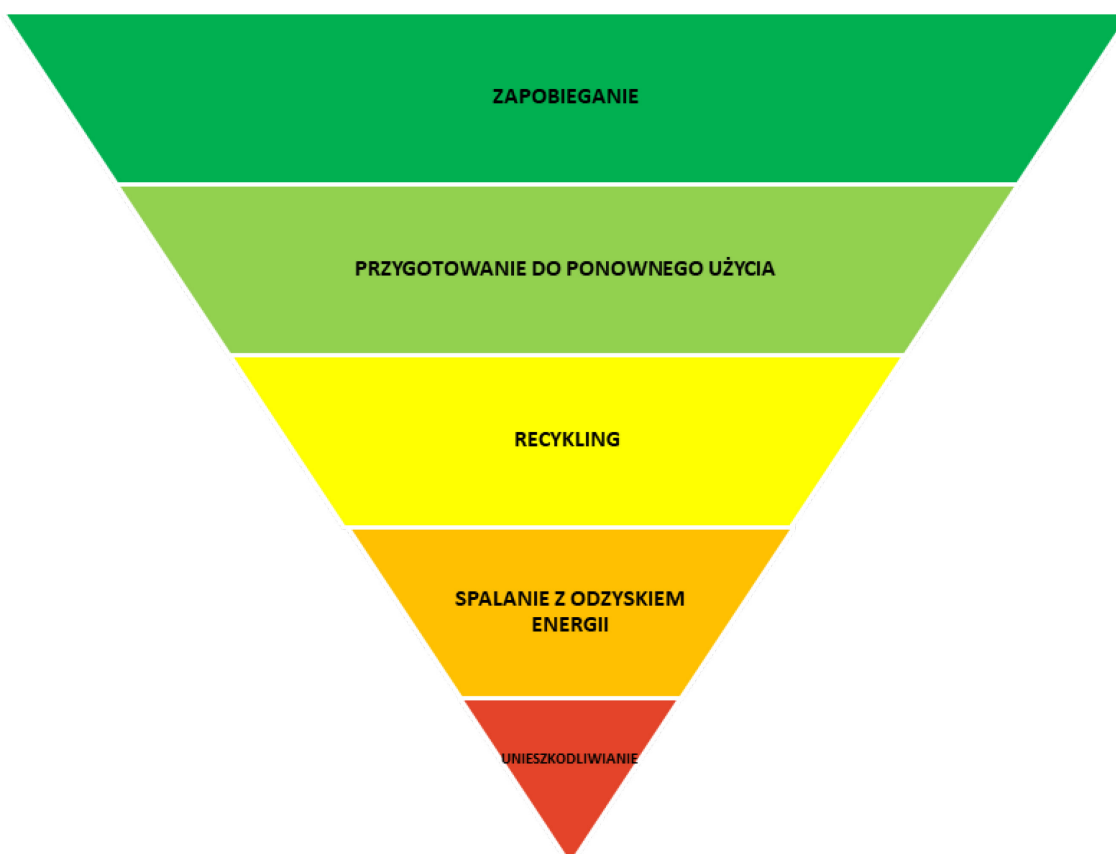 ZAPOBIEGANIE
PRZYGOTOWANIE DO PONOWNEGO UŻYCIA
RECYKLING
SPALANIE Z ODZYSKIEM
ENERGII
UNIESZKODLIWIANIE